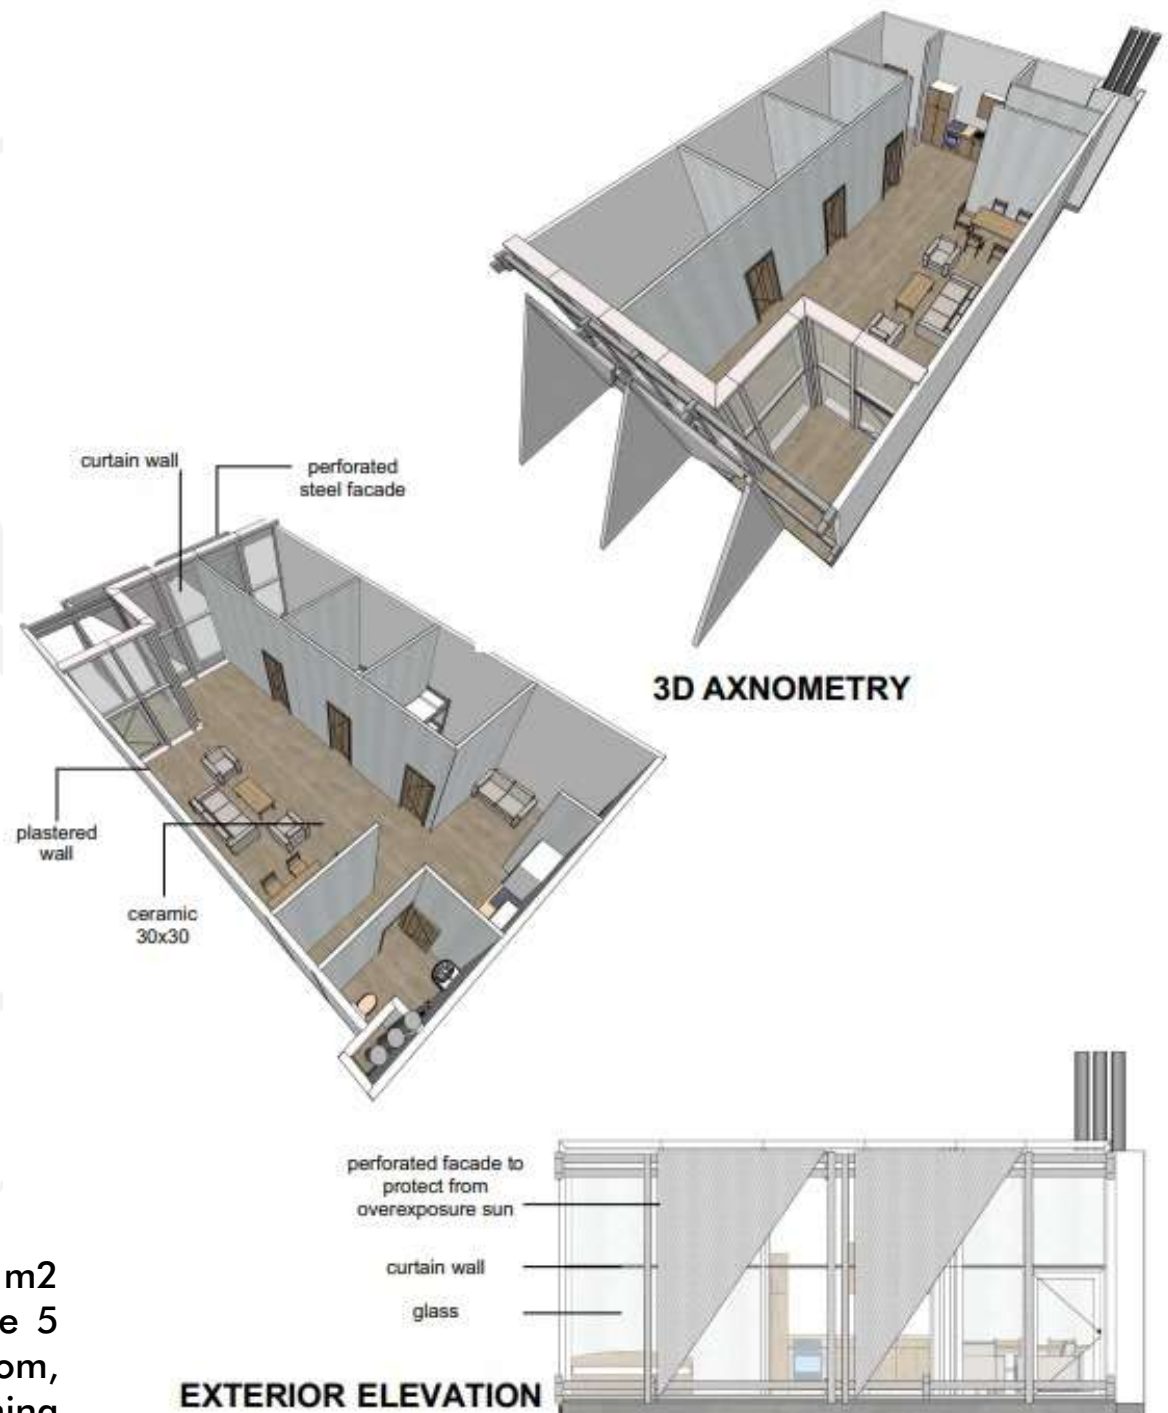 curtain wall
perforated
steel facade
3D AXNOMETRY
plastered
wall
ceramic
30x30
perforated facade to
protect from
overexposure sun
curtain wall
glass
m2
e 5
om,
EXTERIOR ELEVATION